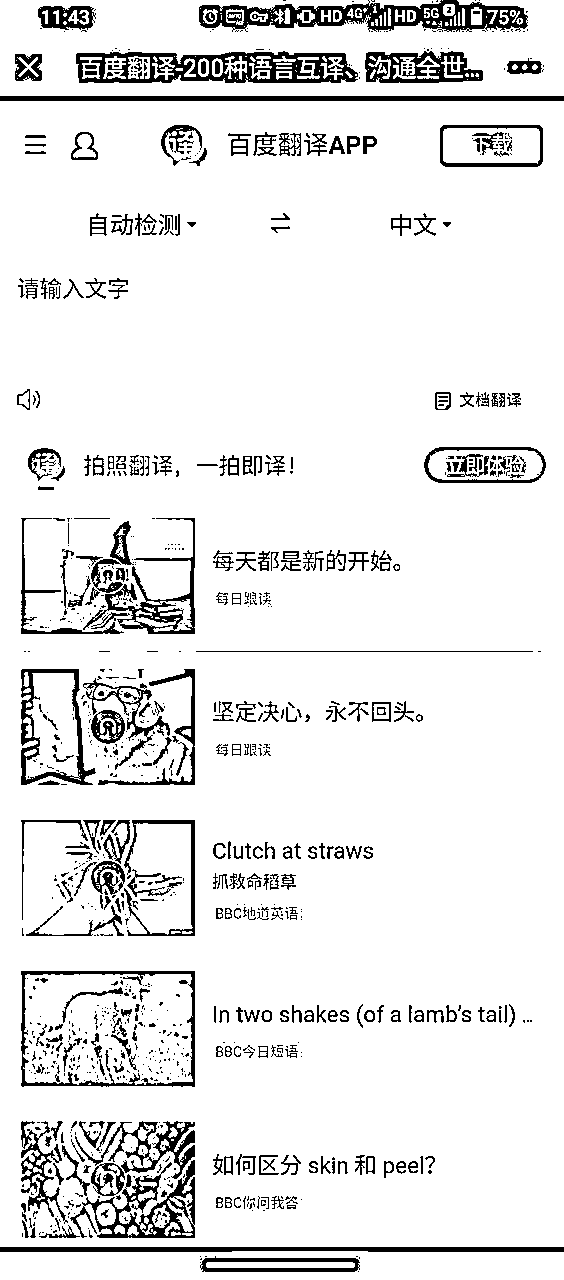 11:43 HD 4G HD 5G 2 75%
百度翻译-200种语言互译、沟通全世...
译 百度翻译APP 下载
自动检测 中文
请输入文字
文档翻译
译 拍照翻译，一拍即译！ 立即体验
每天都是新的开始。
每日跟读
坚定决心，永不回头。
每日跟读
Clutch at straws
抓救命稻草
BBC地道英语
In two shakes (of a lamb's tail) ...
BBC今日短语
如何区分 skin 和 peel？
BBC你问我答